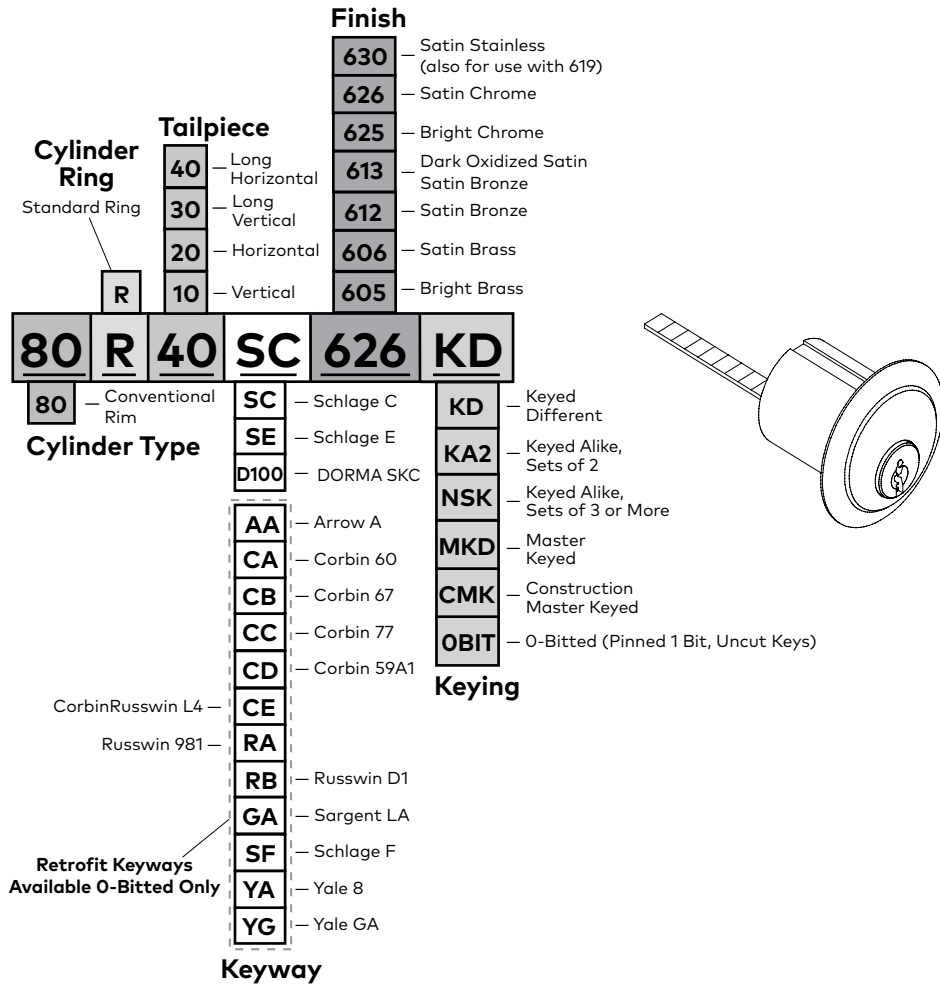 Finish
630
Satin Stainless
(also for use with 619)
626
Satin Chrome
625
Bright Chrome
613
Dark Oxidized Satin
Satin Bronze
612
Satin Bronze
606
Satin Brass
605
Bright Brass
Tailpiece
40
Long
Horizontal
30
Long
Vertical
20
Horizontal
10
Vertical
Cylinder
Ring
Standard Ring
R
80 R 40 SC 626 KD
80
Conventional
Rim
Cylinder Type
SC
Schlage C
SE
Schlage E
D100
DORMA SKC
AA
Arrow A
CA
Corbin 60
CB
Corbin 67
CC
Corbin 77
CD
Corbin 59A1
CorbinRusswin L4
CE
Russwin 981
RA
RB
Russwin D1
GA
Sargent LA
SF
Schlage F
YA
Yale 8
YG
Yale GA
Retrofit Keyways
Available 0-Bitted Only
Keyway
KD
Keyed
Different
KA2
Keyed Alike,
Sets of 2
NSK
Keyed Alike,
Sets of 3 or More
MKD
Master
Keyed
CMK
Construction
Master Keyed
0BIT
0-Bitted (Pinned 1 Bit, Uncut Keys)
Keying